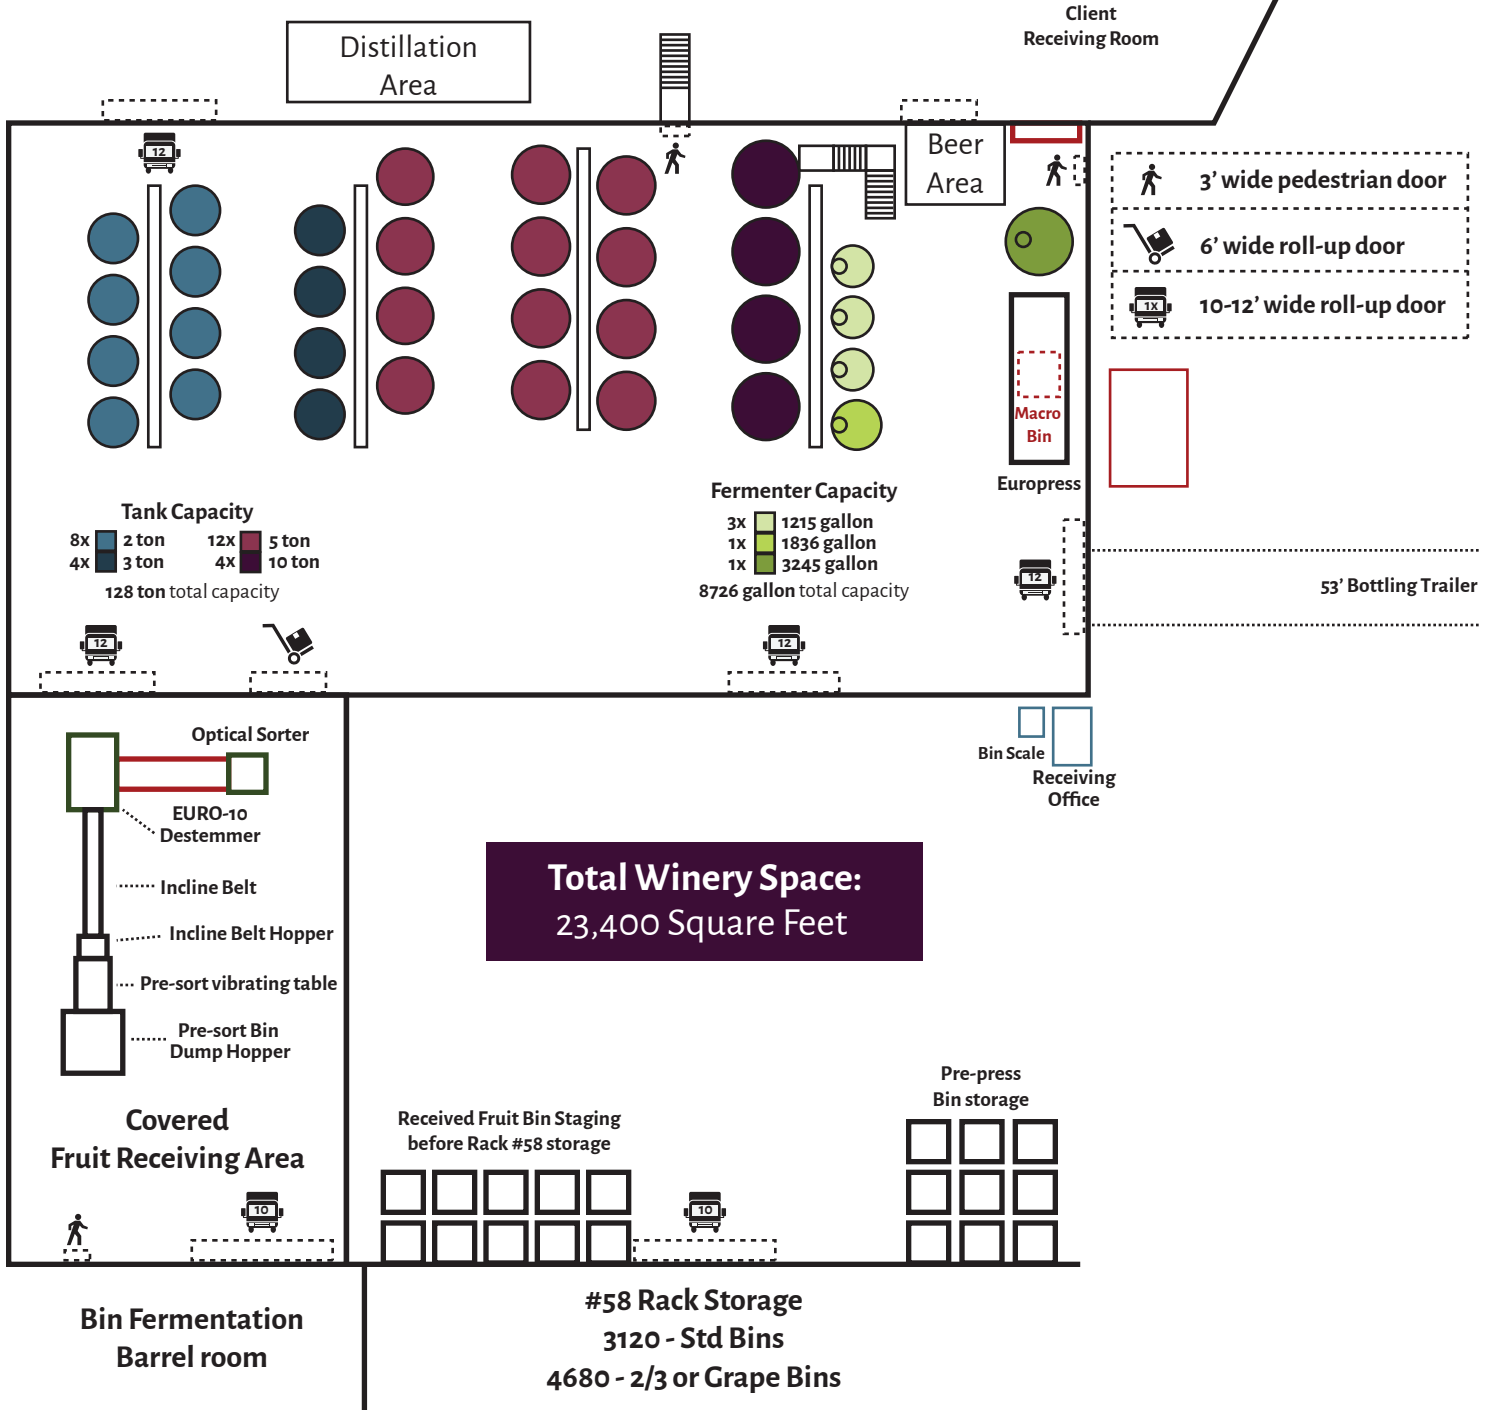 Client
Receiving Room
Distillation
Area
12
Beer
Area
3’ wide pedestrian door
6’ wide roll-up door
1x
10-12’ wide roll-up door
Macro
Bin
Europress
Tank Capacity
8x 2 ton 12x 5 ton
4x 3 ton 4x 10 ton
128 ton total capacity
Fermenter Capacity
3x 1215 gallon
1x 1836 gallon
1x 3245 gallon
8726 gallon total capacity
12
53’ Bottling Trailer
12
12
Optical Sorter
EURO-10
Destemmer
Incline Belt
Incline Belt Hopper
Pre-sort vibrating table
Pre-sort Bin
Dump Hopper
Covered
Fruit Receiving Area
10
Bin Scale
Receiving
Office
Total Winery Space:
23,400 Square Feet
Received Fruit Bin Staging
before Rack #58 storage
10
Pre-press
Bin storage
Bin Fermentation
Barrel room
#58 Rack Storage
3120 - Std Bins
4680 - 2/3 or Grape Bins